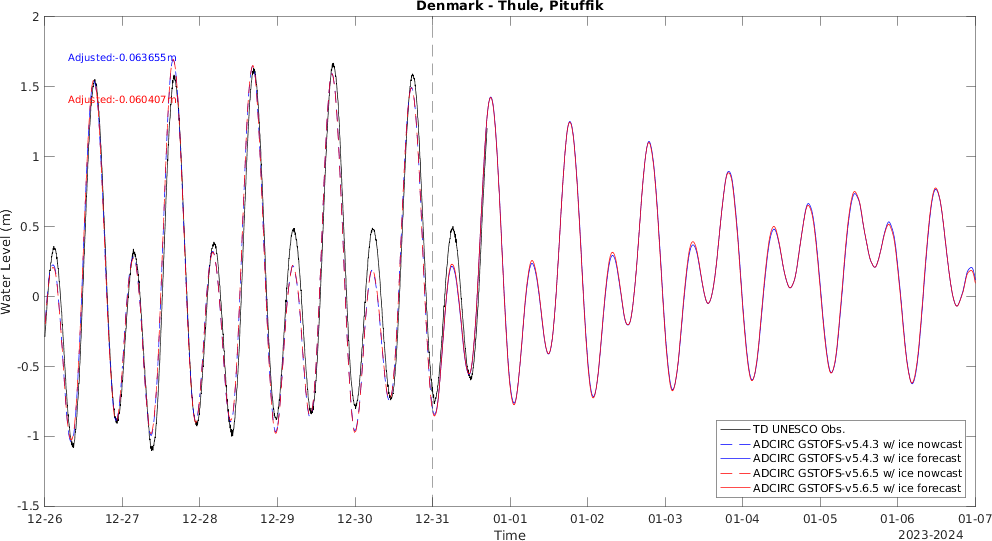 Denmark - Thule, Pituffik
Adjusted:-0.063655m
Adjusted:-0.060407m
Water Level (m)
2
1.5
1
0.5
0
-0.5
-1
-1.5
12-26 12-27 12-28 12-29 12-30 12-31 01-01 01-02 01-03 01-04 01-05 01-06 01-07
Time
2023-2024
TD UNESCO Obs.
ADCIRC GSTOFS-v5.4.3 w/ ice nowcast
ADCIRC GSTOFS-v5.4.3 w/ ice forecast
ADCIRC GSTOFS-v5.6.5 w/ ice nowcast
ADCIRC GSTOFS-v5.6.5 w/ ice forecast